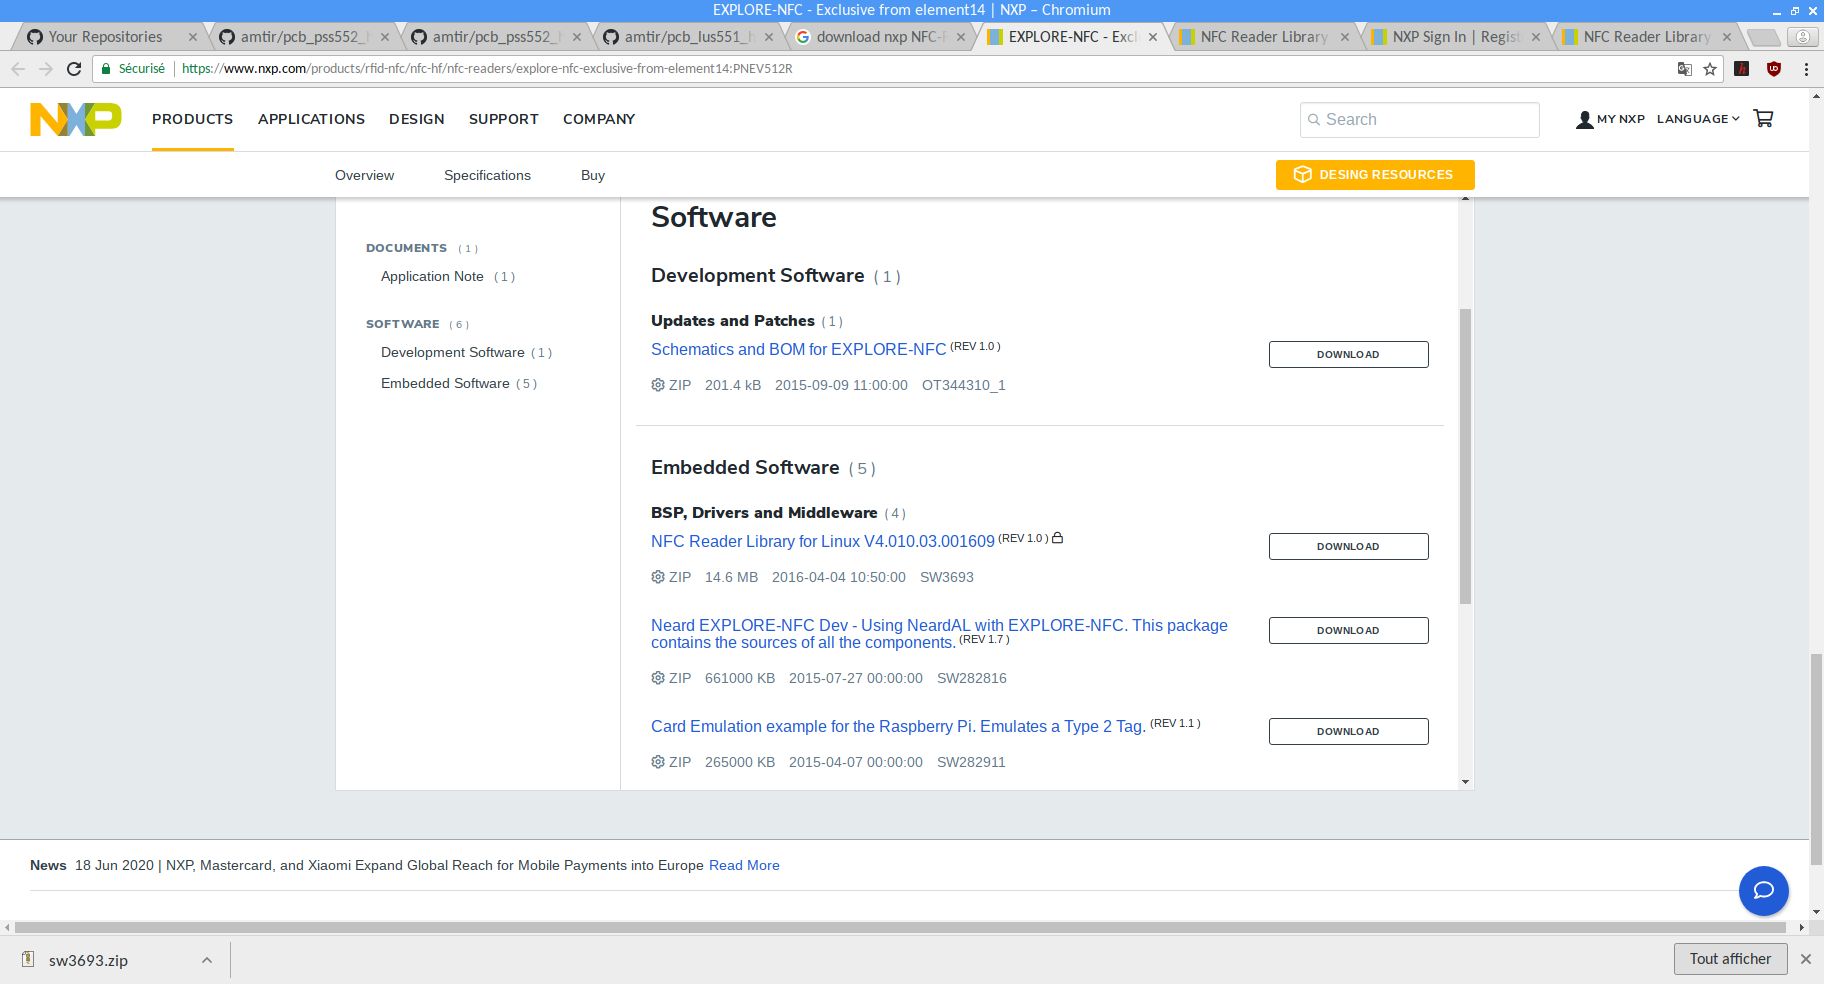 EXPLORE-NFC - Exclusive from element14 | NXP – Chromium
Your Repositories
amtir/pcb_pss552_
amtir/pcb_pss552_
amtir/pcb_lus551_h
download nxp NFC-
EXPLORE-NFC - Excl
NFC Reader Library
NXP Sign In | Regist
NFC Reader Library
Sécurisé
https://www.nxp.com/products/rfid-nfc/nfc-hf/nfc-readers/explore-nfc-exclusive-from-element14:PNEV512R
NXP
PRODUCTS APPLICATIONS DESIGN SUPPORT COMPANY
Search
MY NXP LANGUAGE
Overview Specifications Buy
DESING RESOURCES
DOCUMENTS ( 1 )
Application Note ( 1 )
SOFTWARE ( 6 )
Development Software ( 1 )
Embedded Software ( 5 )
Software
Development Software ( 1 )
Updates and Patches ( 1 )
Schematics and BOM for EXPLORE-NFC (REV 1.0 )
DOWNLOAD
ZIP 201.4 kB 2015-09-09 11:00:00 OT344310_1
Embedded Software ( 5 )
BSP, Drivers and Middleware ( 4 )
NFC Reader Library for Linux V4.010.03.001609 (REV 1.0 )
DOWNLOAD
ZIP 14.6 MB 2016-04-04 10:50:00 SW3693
Neard EXPLORE-NFC Dev - Using NeardAL with EXPLORE-NFC. This package
contains the sources of all the components. (REV 1.7 )
DOWNLOAD
ZIP 661000 KB 2015-07-27 00:00:00 SW282816
Card Emulation example for the Raspberry Pi. Emulates a Type 2 Tag. (REV 1.1 )
DOWNLOAD
ZIP 265000 KB 2015-04-07 00:00:00 SW282911
News 18 Jun 2020 | NXP, Mastercard, and Xiaomi Expand Global Reach for Mobile Payments into Europe Read More
sw3693.zip
Tout afficher